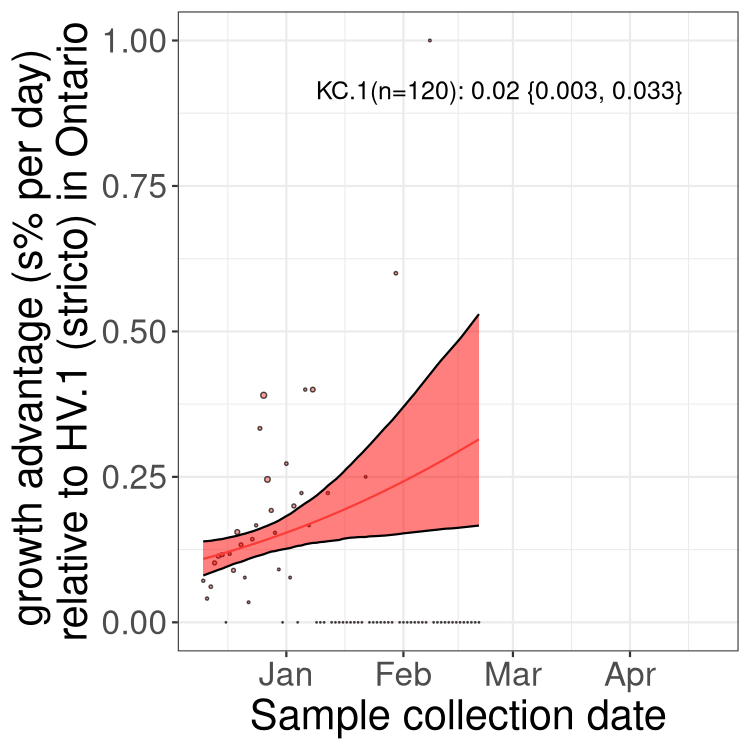 growth advantage (s% per day)
relative to HV.1 (stricto) in Ontario
1.00
0.75
0.50
0.25
0.00
KC.1(n=120): 0.02 {0.003, 0.033}
Jan Feb Mar Apr
Sample collection date